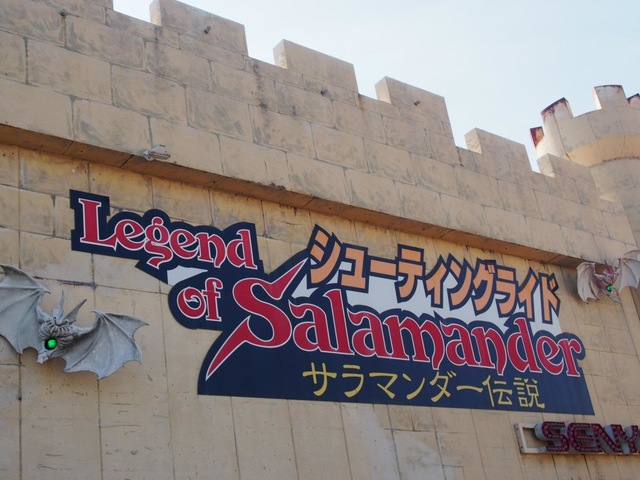 Legend
of Salamander
シューティングライド
サラマンダー伝説